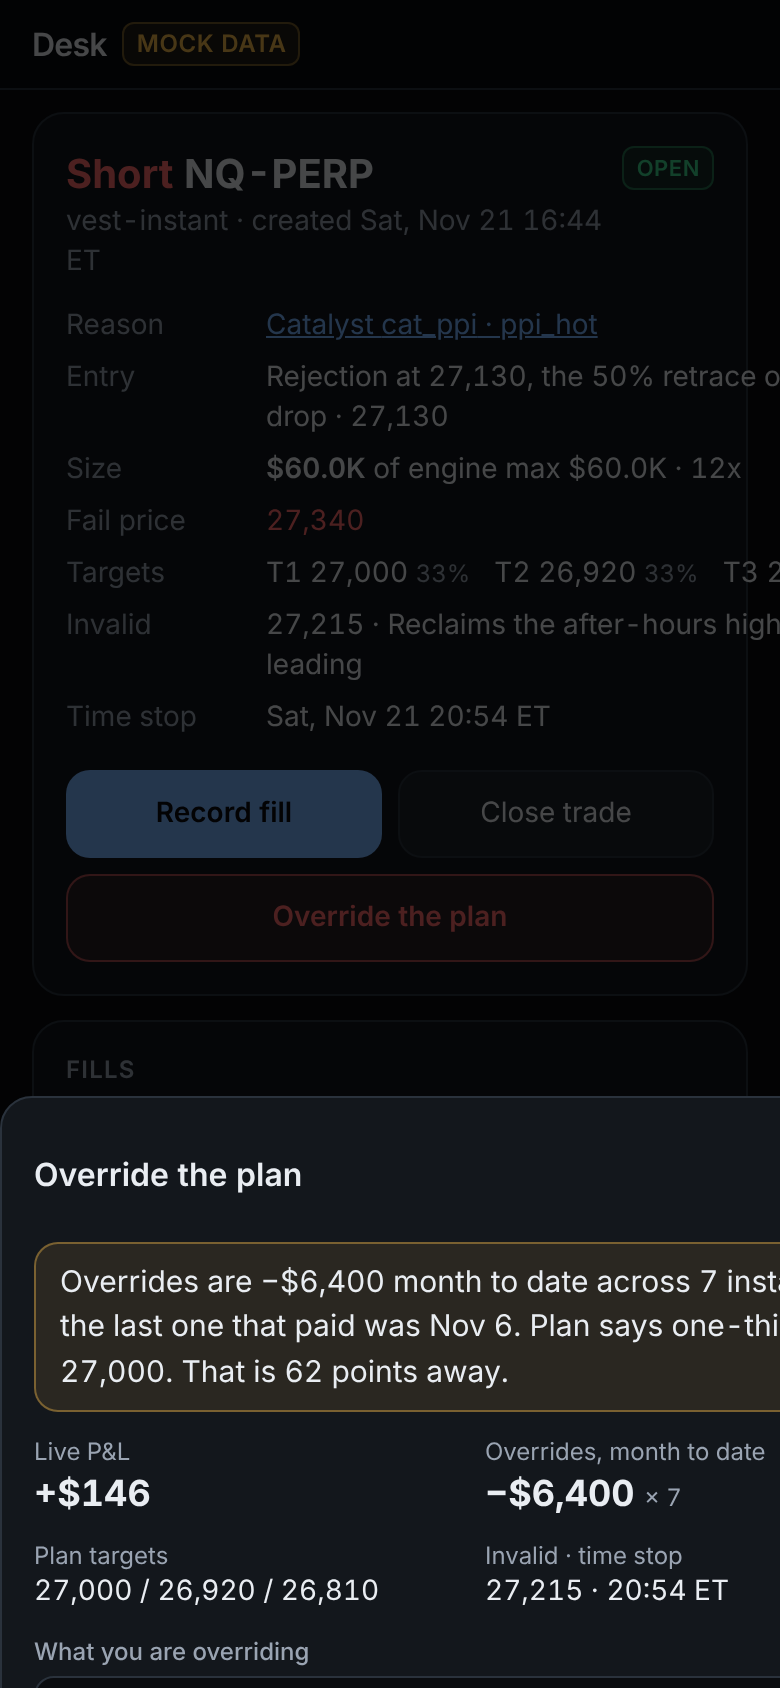 Desk MOCK DATA
Short NQ-PERP OPEN
vest-instant · created Sat, Nov 21 16:44
ET
Reason Catalyst cat_ppi · ppi_hot
Entry Rejection at 27,130, the 50% retrace
drop · 27,130
Size $60.0K of engine max $60.0K · 12x
Fail price 27,340
Targets T1 27,000 33% T2 26,920 33% T3
Invalid 27,215 · Reclaims the after-hours high
leading
Time stop Sat, Nov 21 20:54 ET
Record fill Close trade
Override the plan
FILLS
Override the plan
Overrides are −$6,400 month to date across 7
the last one that paid was Nov 6. Plan says
27,000. That is 62 points away.
Live P&L Overrides, month to date
+$146 −$6,400 × 7
Plan targets Invalid · time stop
27,000 / 26,920 / 26,810 27,215 · 20:54 ET
What you are overriding